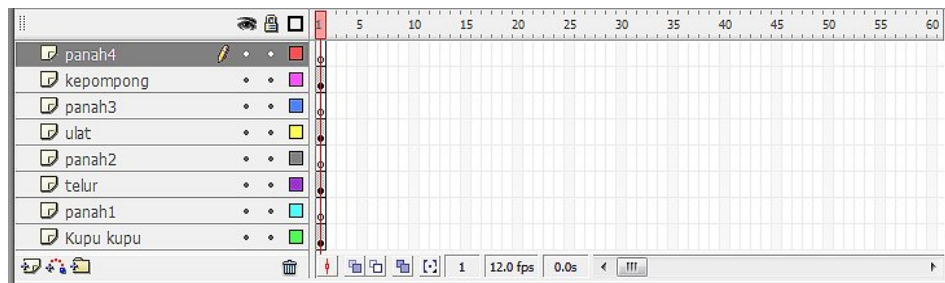 1 5 10 15 20 25 30 35 40 45 50 55 60
panah4
kepompong
panah3
ulat
panah2
telur
panah1
Kupu kupu
1 12.0 fps 0.0s